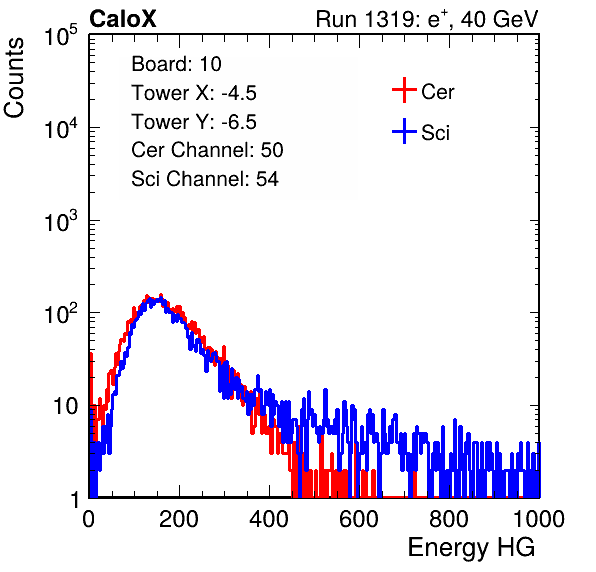 CaloX Run 1319: e⁺, 40 GeV
Counts
Board: 10
Tower X: -4.5
Tower Y: -6.5
Cer Channel: 50
Sci Channel: 54
Cer
Sci
10⁵
10⁴
10³
10²
10
1
0 200 400 600 800 1000
Energy HG